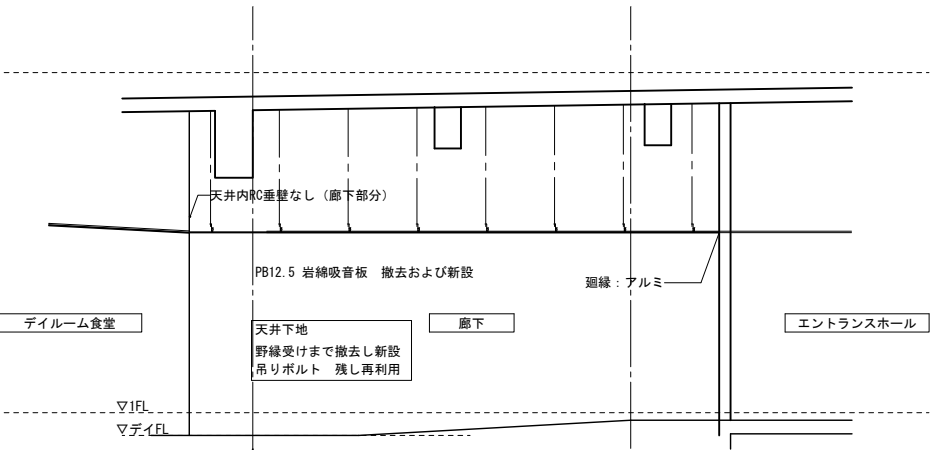 天井内RC垂壁なし（廊下部分）
PB12.5 岩綿吸音板　撤去および新設
廻縁：アルミ
デイルーム食堂
廊下
エントランスホール
天井下地
野縁受けまで撤去し新設
吊りボルト　残し再利用
▽1FL
▽デイFL